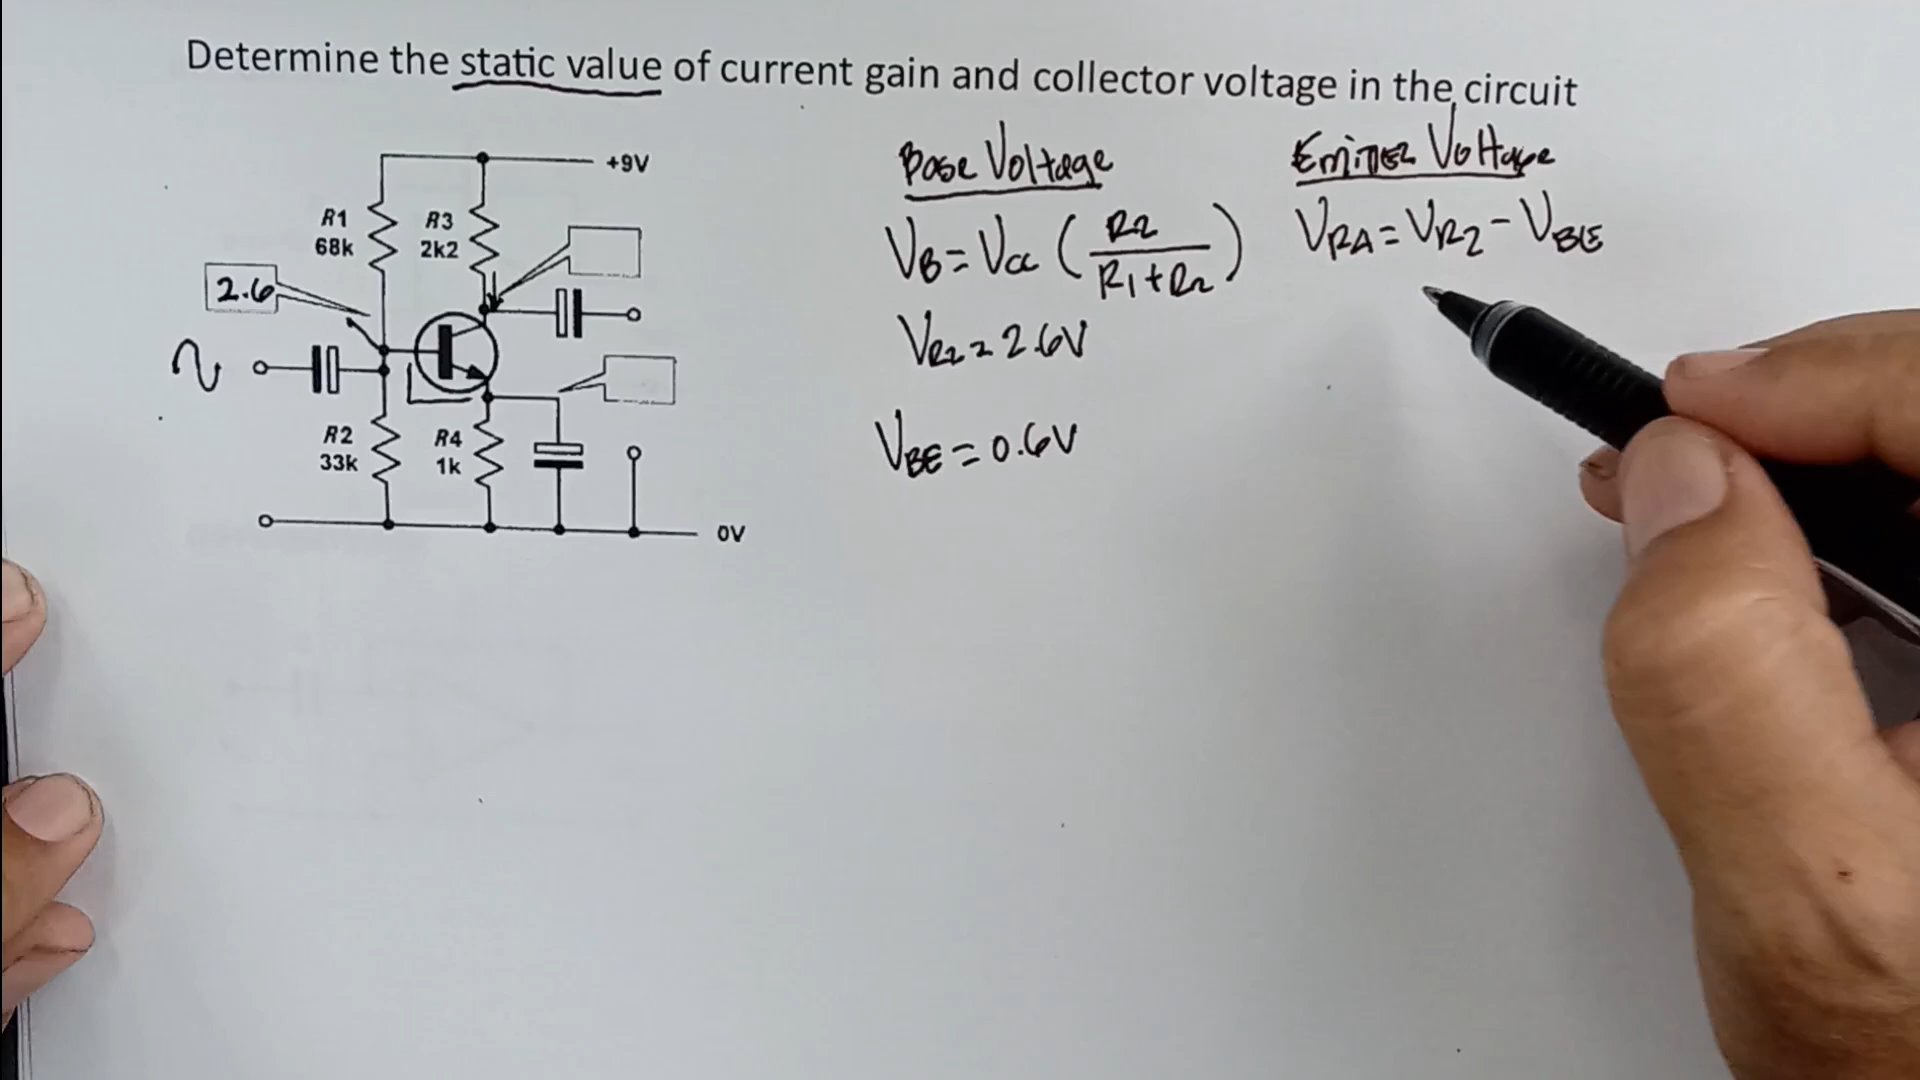 Determine the static value of current gain and collector voltage in the circuit
+9V
R1
68k
R3
2k2
2.6
R2
33k
R4
1k
0V
Base Voltage
VB = Vcc ( R2
R1+R2 )
VR2 = 2.6V
VBE = 0.6V
Emitter Voltage
VR4 = VR2 - VBE